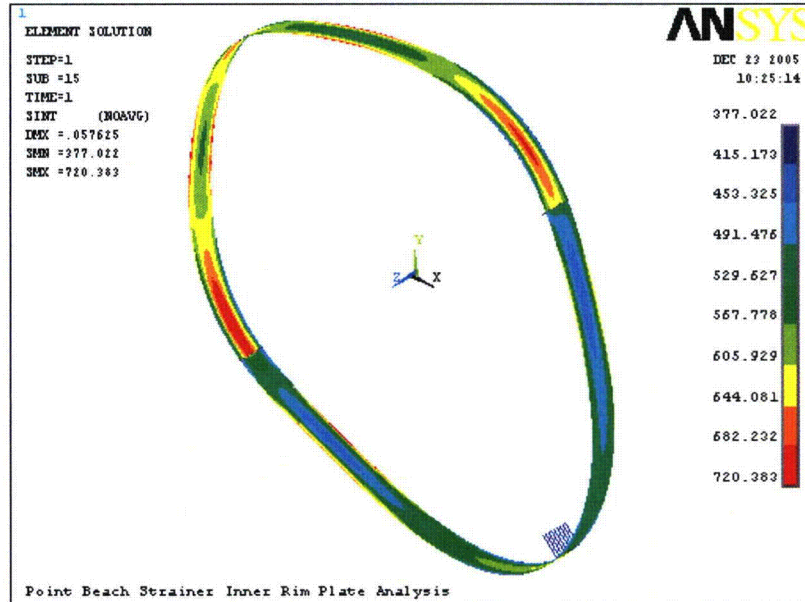 1
ELEMENT SOLUTION
STEP=1
SUB =15
TIME=1
SINT (NOAVG)
DMX =.057625
SMN =377.022
SMX =720.383
ANSYS
DEC 23 2005
10:25:14
377.022
415.173
453.325
491.476
529.627
567.778
605.929
644.081
682.232
720.383
Y
Z
X
Point Beach Strainer Inner Rim Plate Analysis